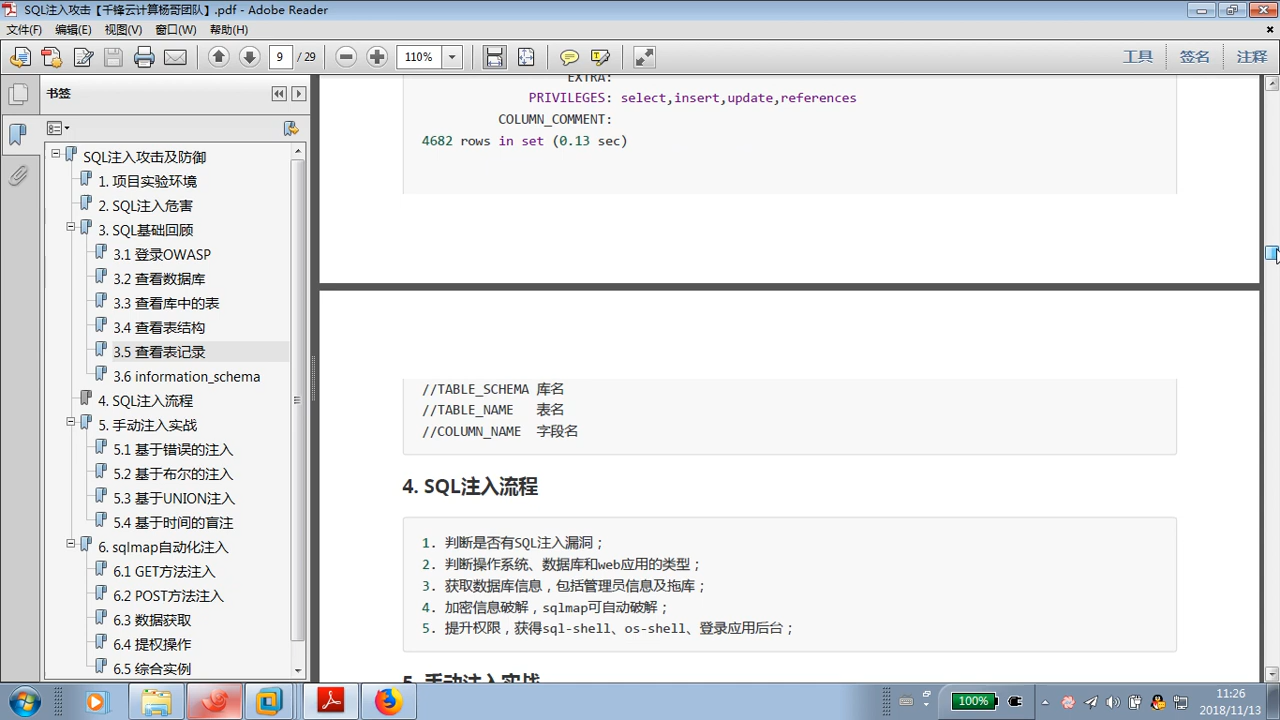 SQL注入攻击【千锋云计算杨哥团队】.pdf - Adobe Reader
文件(F) 编辑(E) 视图(V) 窗口(W) 帮助(H)
9 / 29 110% 工具 签名 注释
书签
SQL注入攻击及防御
1. 项目实验环境
2. SQL注入危害
3. SQL基础回顾
3.1 登录OWASP
3.2 查看数据库
3.3 查看库中的表
3.4 查看表结构
3.5 查看表记录
3.6 information_schema
4. SQL注入流程
5. 手动注入实战
5.1 基于错误的注入
5.2 基于布尔的注入
5.3 基于UNION注入
5.4 基于时间的盲注
6. sqlmap自动化注入
6.1 GET方法注入
6.2 POST方法注入
6.3 数据获取
6.4 提权操作
6.5 综合实例
EXTRA:
PRIVILEGES: select,insert,update,references
COLUMN_COMMENT:
4682 rows in set (0.13 sec)
//TABLE_SCHEMA 库名
//TABLE_NAME 表名
//COLUMN_NAME 字段名
4. SQL注入流程
1. 判断是否有SQL注入漏洞；
2. 判断操作系统、数据库和web应用的类型；
3. 获取数据库信息，包括管理员信息及拖库；
4. 加密信息破解，sqlmap可自动破解；
5. 提升权限，获得sql-shell、os-shell、登录应用后台；
5. 手动注入实战
100%
11:26
2018/11/13